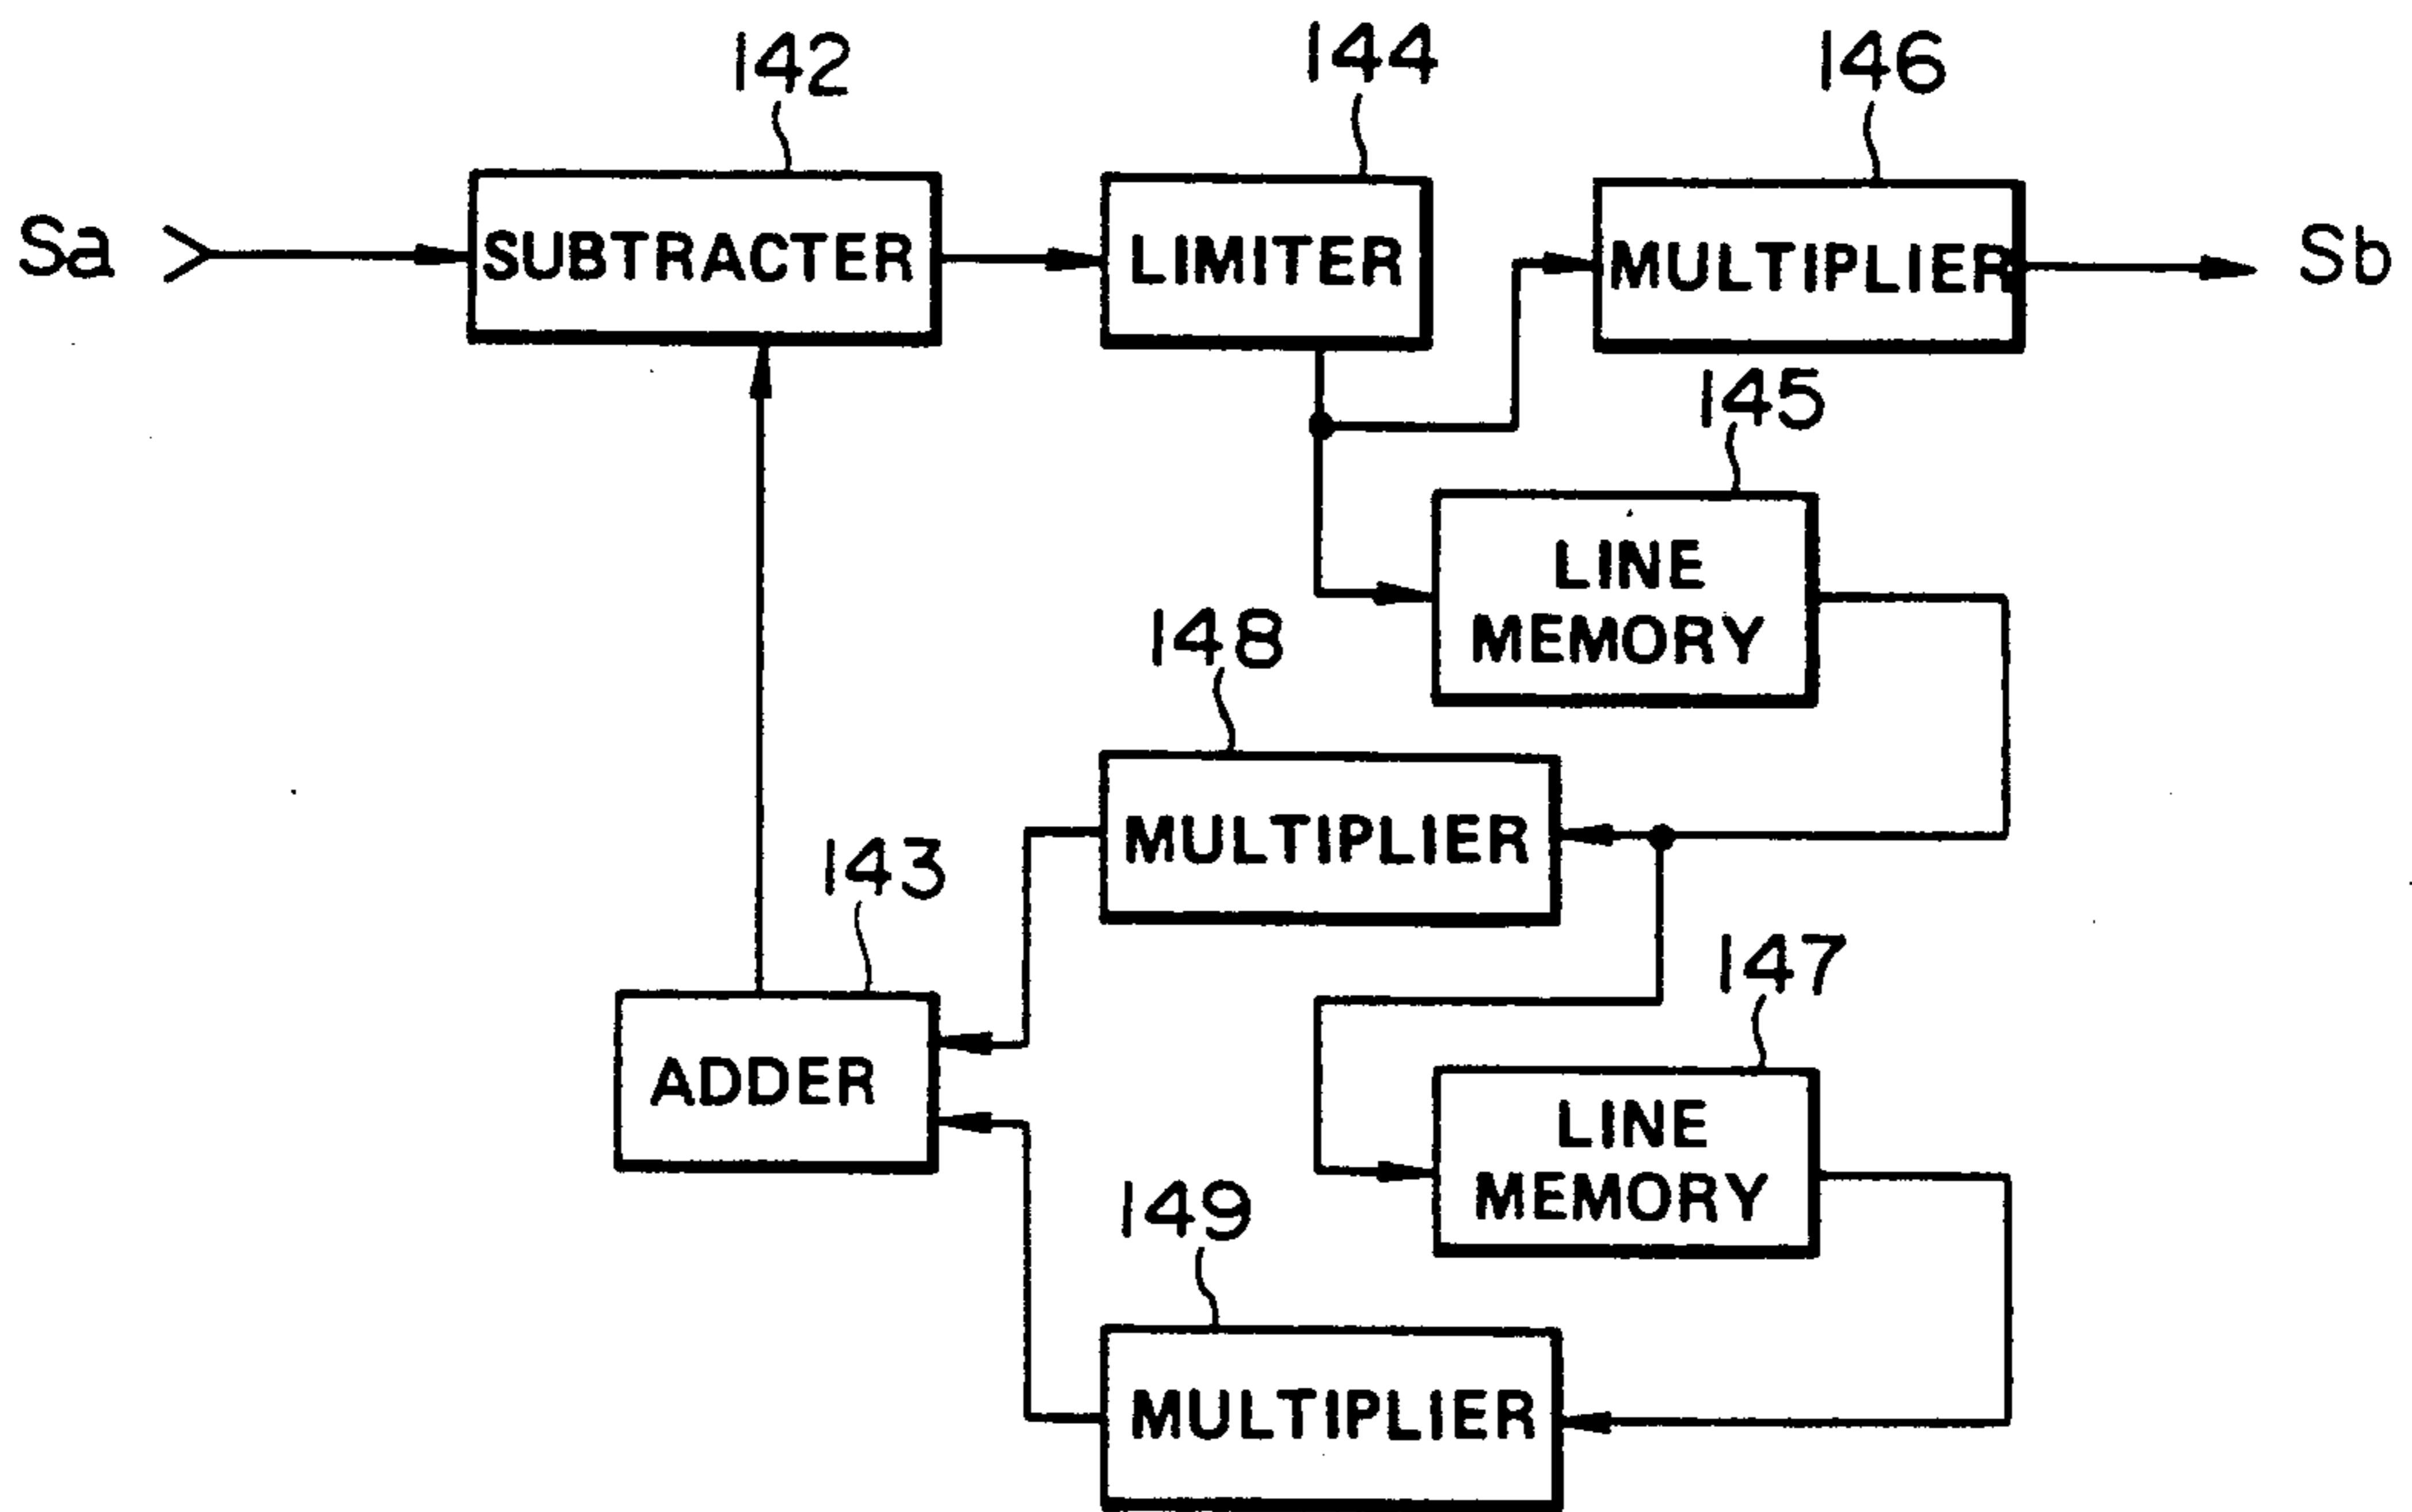 142
144
146
Sa
SUBTRACTER
LIMITER
MULTIPLIER
Sb
145
LINE
MEMORY
148
MULTIPLIER
143
ADDER
147
LINE
MEMORY
149
MULTIPLIER